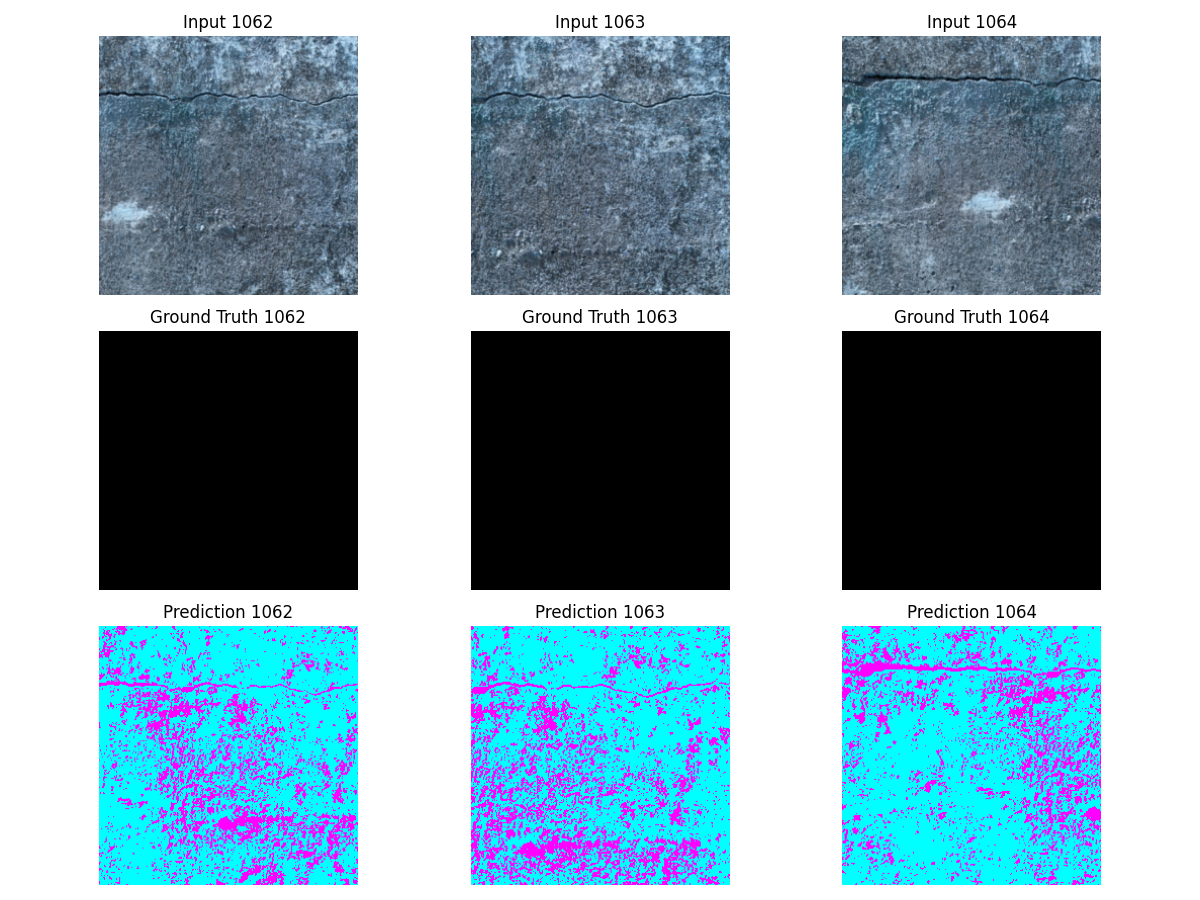 Input 1062
Input 1063
Input 1064
Ground Truth 1062
Ground Truth 1063
Ground Truth 1064
Prediction 1062
Prediction 1063
Prediction 1064